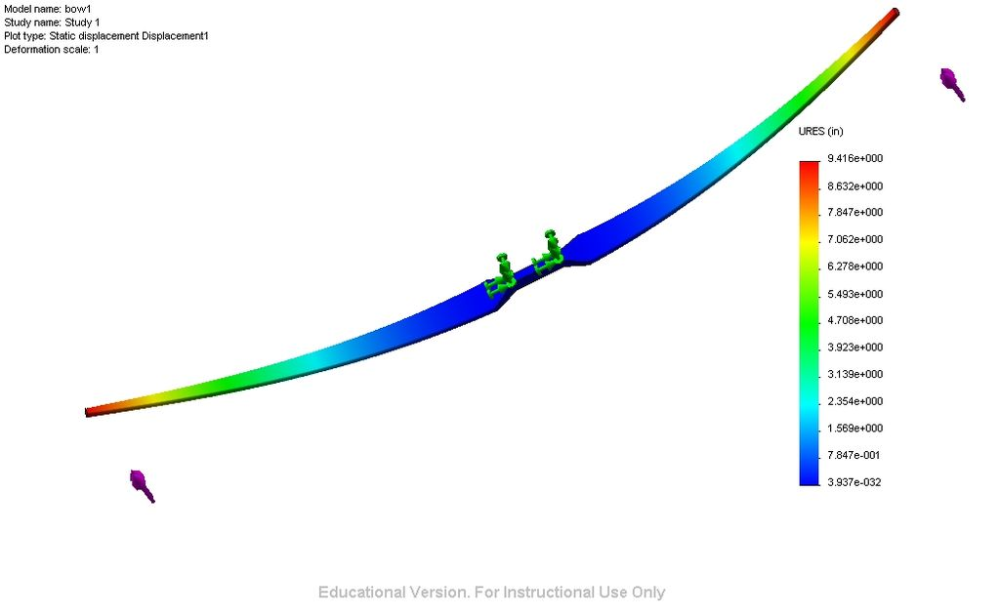 Model name: bow1
Study name: Study 1
Plot type: Static displacement Displacement1
Deformation scale: 1
URES (in)
9.416e+000
8.632e+000
7.847e+000
7.062e+000
6.278e+000
5.493e+000
4.708e+000
3.923e+000
3.139e+000
2.354e+000
1.569e+000
7.847e-001
3.937e-032
Educational Version. For Instructional Use Only